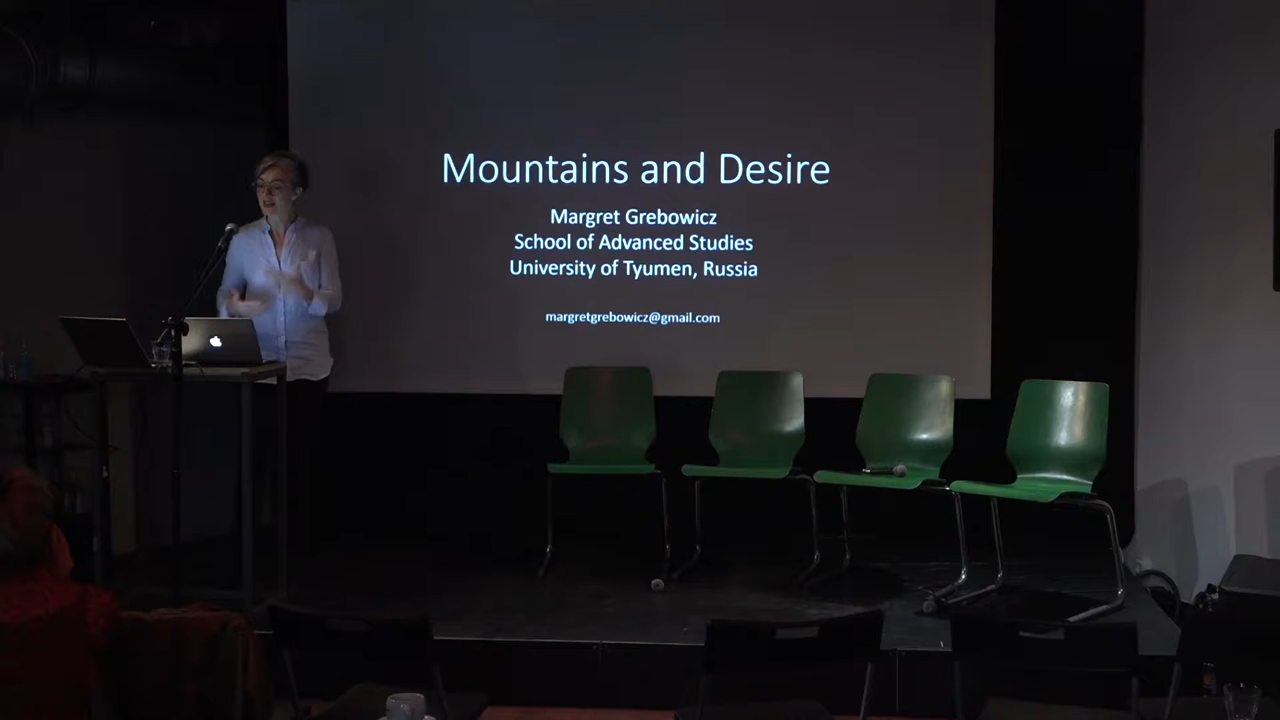 Mountains and Desire
Margret Grebowicz
School of Advanced Studies
University of Tyumen, Russia
margretgrebowicz@gmail.com